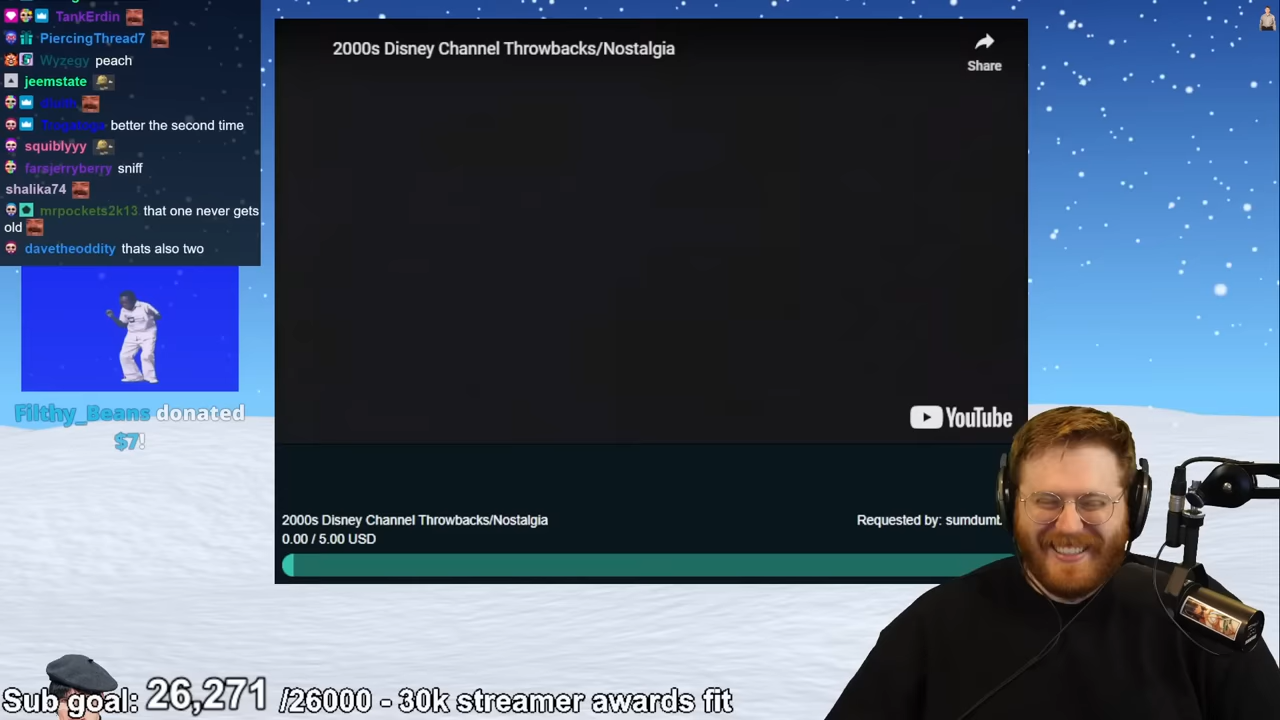 TankErdin
PiercingThread7
Wyzegy peach
jeemstate
better the second time
squiblyyy
farsjerryberry sniff
shalika74
mrpockets2k13 that one never gets
old
davetheoddity thats also two
Filthy_Beans donated
$7!
2000s Disney Channel Throwbacks/Nostalgia
Share
YouTube
2000s Disney Channel Throwbacks/Nostalgia
Requested by: sumdumb
0.00 / 5.00 USD
Sub goal: 26,271 /26000 - 30k streamer awards fit